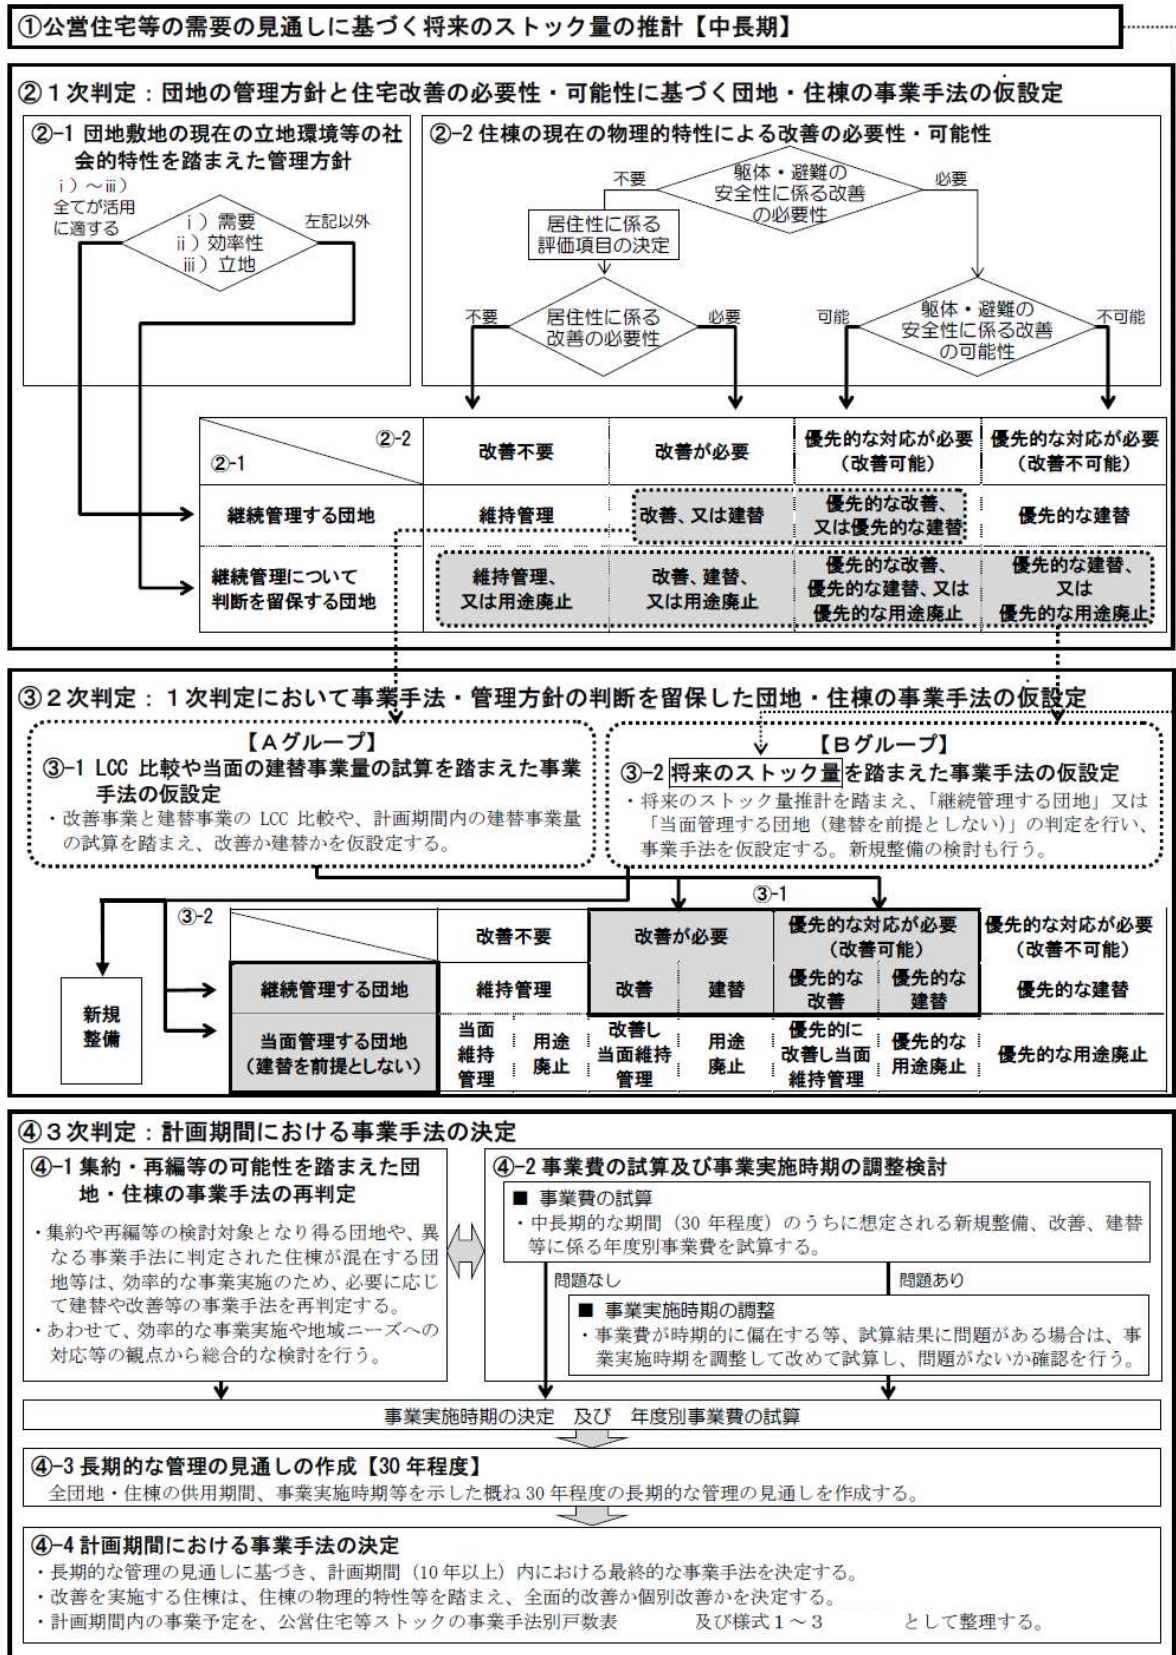 ①公営住宅等の需要の見通しに基づく将来のストック量の推計【中長期】
②１次判定：団地の管理方針と住宅改善の必要性・可能性に基づく団地・住棟の事業手法の仮設定
②-1 団地敷地の現在の立地環境等の社
会的特性を踏まえた管理方針
ⅰ）～ⅲ）
全てが活用
に適する
ⅰ）需要
ⅱ）効率性
ⅲ）立地
左記以外
②-2 住棟の現在の物理的特性による改善の必要性・可能性
不要
躯体・避難の
安全性に係る改善
の必要性
必要
居住性に係る
評価項目の決定
不要
居住性に係る
改善の必要性
必要
可能
躯体・避難の
安全性に係る改善
の可能性
不可能
②-2
②-1
改善不要
改善が必要
優先的な対応が必要
（改善可能）
優先的な対応が必要
（改善不可能）
継続管理する団地
維持管理
改善、又は建替
優先的な改善、
又は優先的な建替
優先的な建替
継続管理について
判断を留保する団地
維持管理、
又は用途廃止
改善、建替、
又は用途廃止
優先的な改善、
優先的な建替、又は
優先的な用途廃止
優先的な建替、
又は
優先的な用途廃止
③２次判定：１次判定において事業手法・管理方針の判断を留保した団地・住棟の事業手法の仮設定
【Ａグループ】
③-1 LCC 比較や当面の建替事業量の試算を踏まえた事業
手法の仮設定
・改善事業と建替事業の LCC 比較や、計画期間内の建替事業量
の試算を踏まえ、改善か建替かを仮設定する。
【Ｂグループ】
③-2 将来のストック量を踏まえた事業手法の仮設定
・将来のストック量推計を踏まえ、「継続管理する団地」又は
「当面管理する団地（建替を前提としない）」の判定を行い、
事業手法を仮設定する。新規整備の検討も行う。
③-1
③-2
改善不要
改善が必要
優先的な対応が必要
（改善可能）
優先的な対応が必要
（改善不可能）
新規
整備
継続管理する団地
維持管理
改善
建替
優先的な
改善
優先的な
建替
優先的な建替
当面管理する団地
（建替を前提としない）
当面
維持
管理
用途
廃止
改善し
当面維持
管理
用途
廃止
優先的に
改善し当面
維持管理
優先的な
用途廃止
優先的な用途廃止
④３次判定：計画期間における事業手法の決定
④-1 集約・再編等の可能性を踏まえた団
地・住棟の事業手法の再判定
・集約や再編等の検討対象となり得る団地や、異
なる事業手法に判定された住棟が混在する団
地等は、効率的な事業実施のため、必要に応じ
て建替や改善等の事業手法を再判定する。
・あわせて、効率的な事業実施や地域ニーズへの
対応等の観点から総合的な検討を行う。
④-2 事業費の試算及び事業実施時期の調整検討
■ 事業費の試算
・中長期的な期間（30 年程度）のうちに想定される新規整備、改善、建替
等に係る年度別事業費を試算する。
問題なし
問題あり
■ 事業実施時期の調整
・事業費が時期的に偏在する等、試算結果に問題がある場合は、事
業実施時期を調整して改めて試算し、問題がないか確認を行う。
事業実施時期の決定　及び　年度別事業費の試算
④-3 長期的な管理の見通しの作成【30 年程度】
全団地・住棟の供用期間、事業実施時期等を示した概ね 30 年程度の長期的な管理の見通しを作成する。
④-4 計画期間における事業手法の決定
・長期的な管理の見通しに基づき、計画期間（10 年以上）内における最終的な事業手法を決定する。
・改善を実施する住棟は、住棟の物理的特性等を踏まえ、全面的改善か個別改善かを決定する。
・計画期間内の事業予定を、公営住宅等ストックの事業手法別戸数表　　　及び様式１～３　　　として整理する。